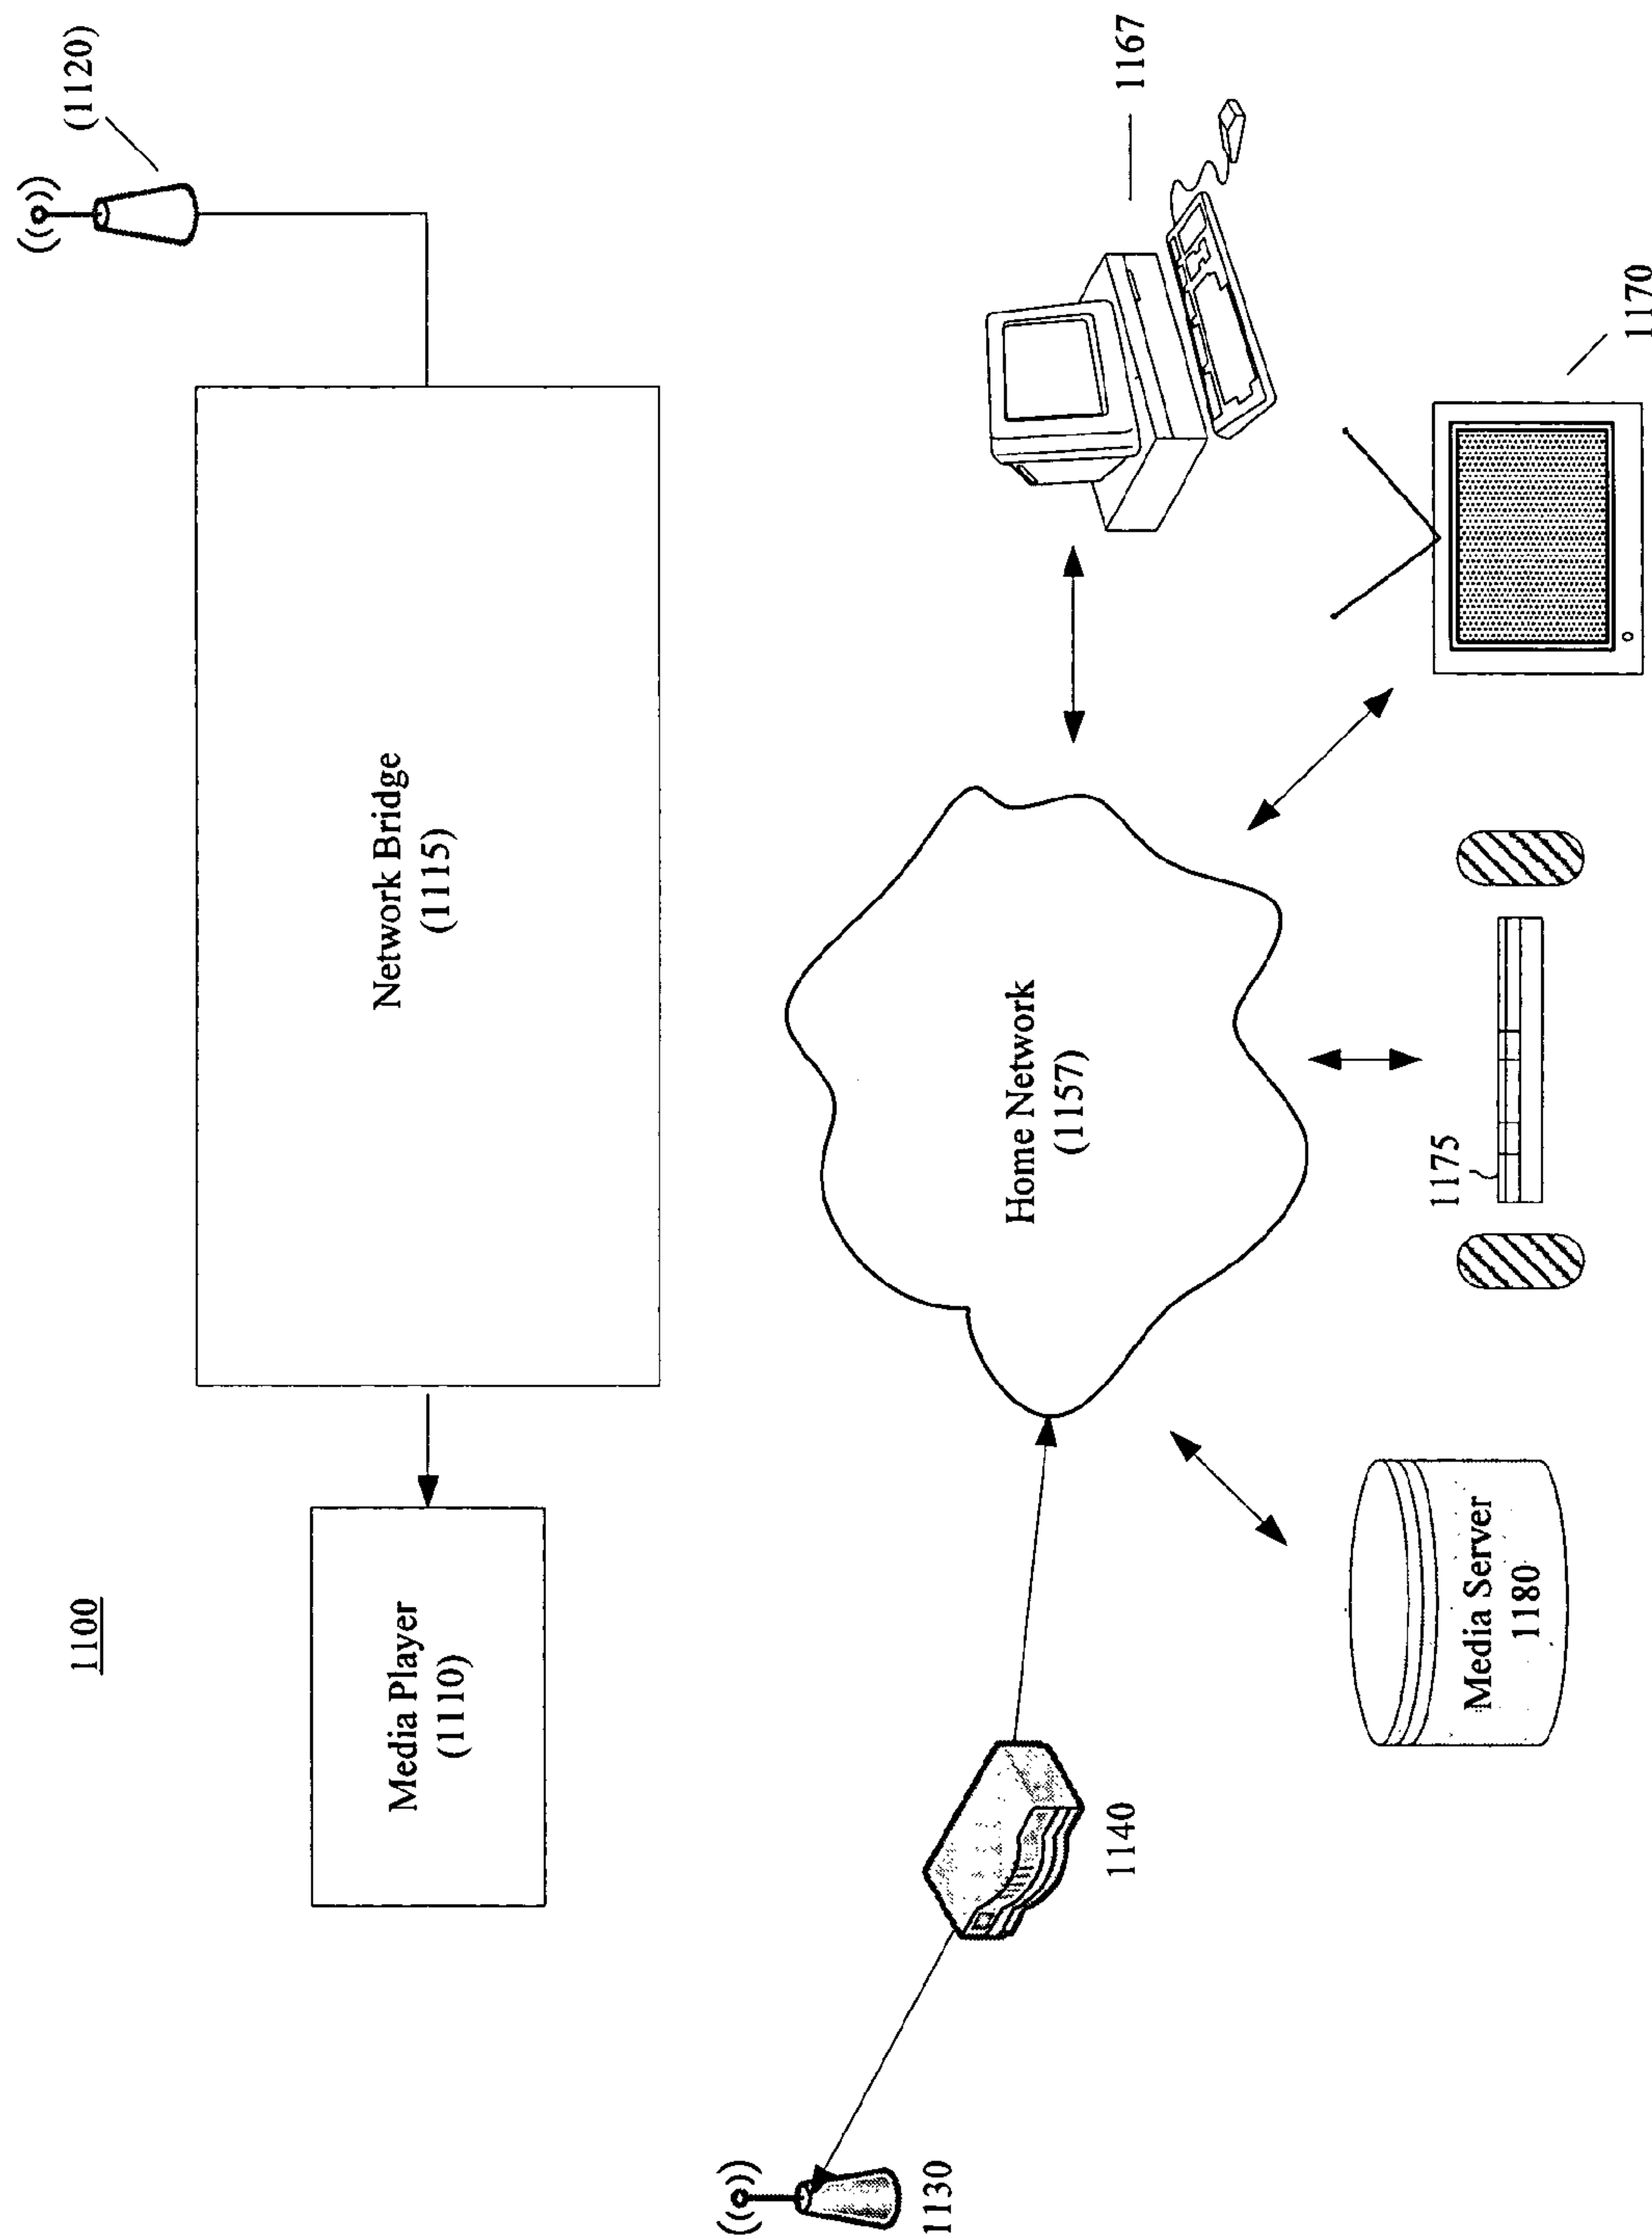 1100
(1120)
Media Player
(1110)
Network Bridge
(1115)
1130
1140
Home Network
(1157)
1167
1170
1175
Media Server
1180